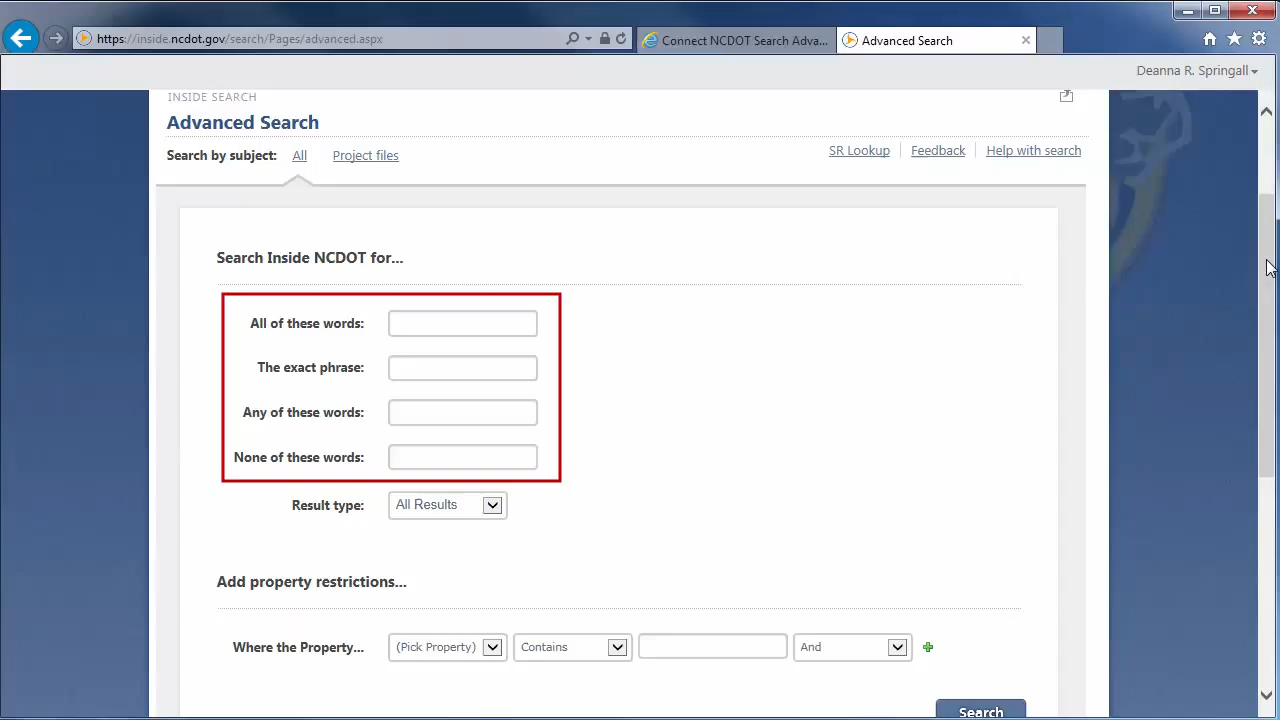 https://inside.ncdot.gov/search/Pages/advanced.aspx
Connect NCDOT Search Adva...
Advanced Search
Deanna R. Springall
INSIDE SEARCH
Advanced Search
Search by subject: All Project files
SR Lookup Feedback Help with search
Search Inside NCDOT for...
All of these words:
The exact phrase:
Any of these words:
None of these words:
Result type: All Results
Add property restrictions...
Where the Property... (Pick Property) Contains And
Search